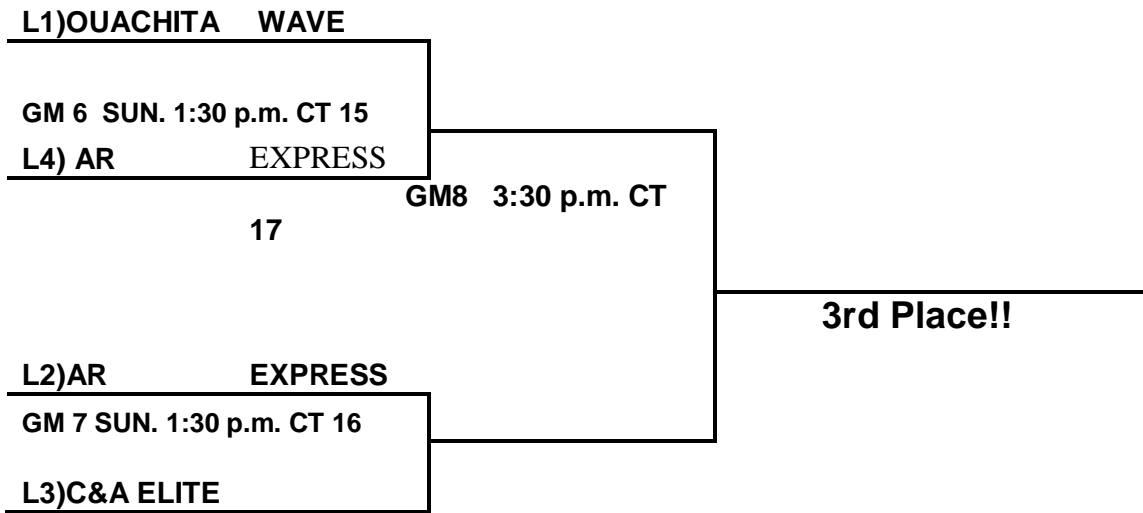 L1)OUACHITA WAVE
GM 6 SUN. 1:30 p.m. CT 15
L4) AR EXPRESS
GM8 3:30 p.m. CT
17
3rd Place!!
L2)AR EXPRESS
GM 7 SUN. 1:30 p.m. CT 16
L3)C&A ELITE